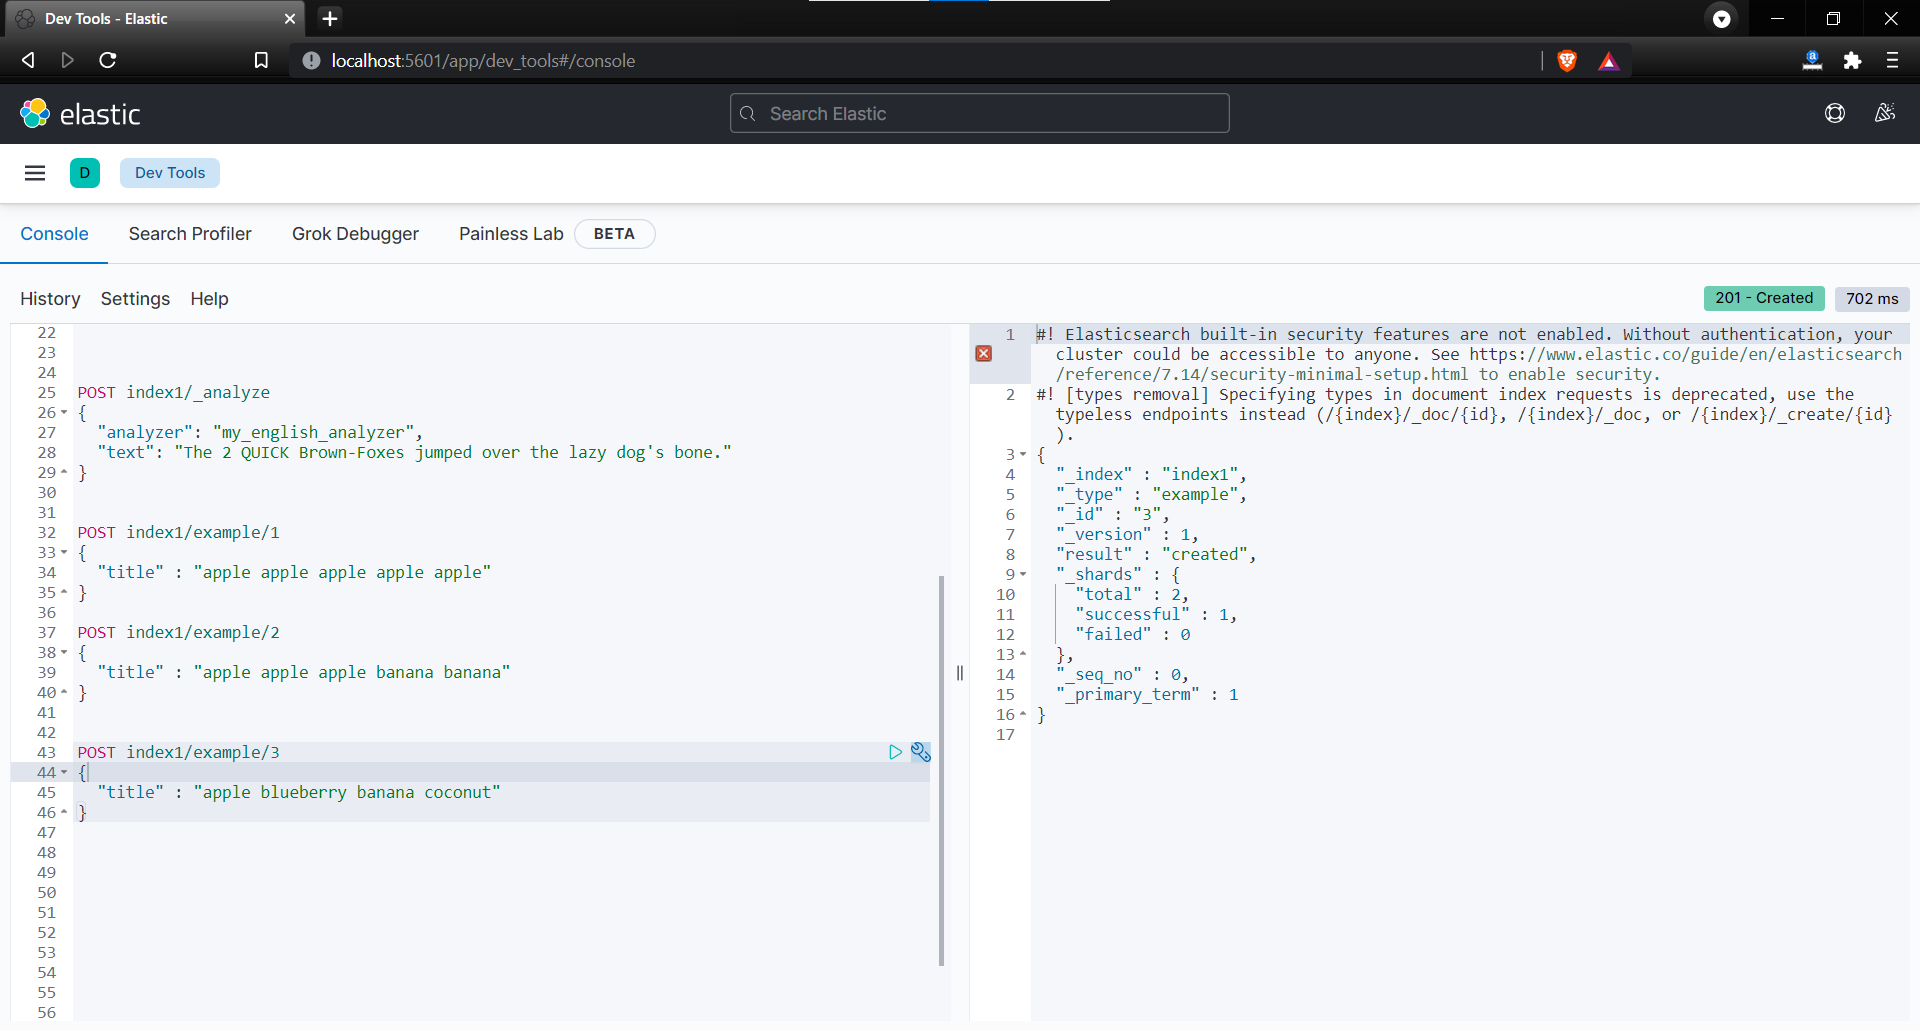 Dev Tools - Elastic
localhost:5601/app/dev_tools#/console
elastic
Search Elastic
D
Dev Tools
Console
Search Profiler
Grok Debugger
Painless Lab
BETA
History
Settings
Help
201 - Created
702 ms
22
23
24
25 POST index1/_analyze
26 {
27 "analyzer": "my_english_analyzer",
28 "text": "The 2 QUICK Brown-Foxes jumped over the lazy dog's bone."
29 }
30
31
32 POST index1/example/1
33 {
34 "title" : "apple apple apple apple apple"
35 }
36
37 POST index1/example/2
38 {
39 "title" : "apple apple apple banana banana"
40 }
41
42
43 POST index1/example/3
44 {
45 "title" : "apple blueberry banana coconut"
46 }
47
48
49
50
51
52
53
54
55
56
1 #! Elasticsearch built-in security features are not enabled. Without authentication, your
cluster could be accessible to anyone. See https://www.elastic.co/guide/en/elasticsearch
/reference/7.14/security-minimal-setup.html to enable security.
2 #! [types removal] Specifying types in document index requests is deprecated, use the
typeless endpoints instead (/{index}/_doc/{id}, /{index}/_doc, or /{index}/_create/{id}
).
3 {
4 "_index" : "index1",
5 "_type" : "example",
6 "_id" : "3",
7 "_version" : 1,
8 "result" : "created",
9 "_shards" : {
10 "total" : 2,
11 "successful" : 1,
12 "failed" : 0
13 },
14 "_seq_no" : 0,
15 "_primary_term" : 1
16 }
17